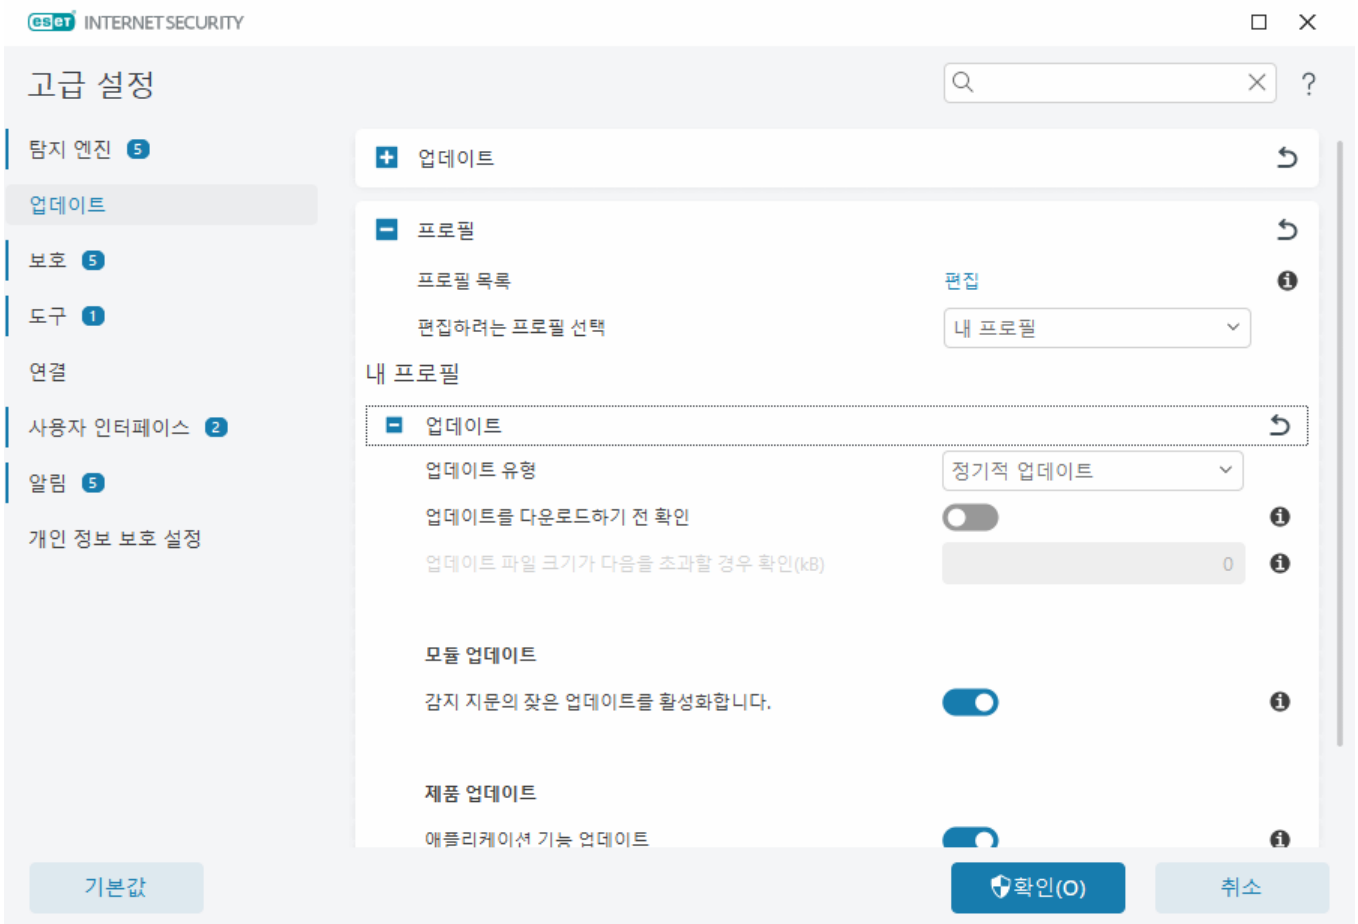 eseT INTERNET SECURITY
고급 설정
?
탐지 엔진 5
업데이트
보호 5
도구 1
연결
사용자 인터페이스 2
알림 5
개인 정보 보호 설정
업데이트
프로필
프로필 목록 편집
편집하려는 프로필 선택 내 프로필
내 프로필
업데이트
업데이트 유형 정기적 업데이트
업데이트를 다운로드하기 전 확인
업데이트 파일 크기가 다음을 초과할 경우 확인(kB) 0
모듈 업데이트
감지 지문의 잦은 업데이트를 활성화합니다.
제품 업데이트
애플리케이션 기능 업데이트
기본값 확인(O) 취소